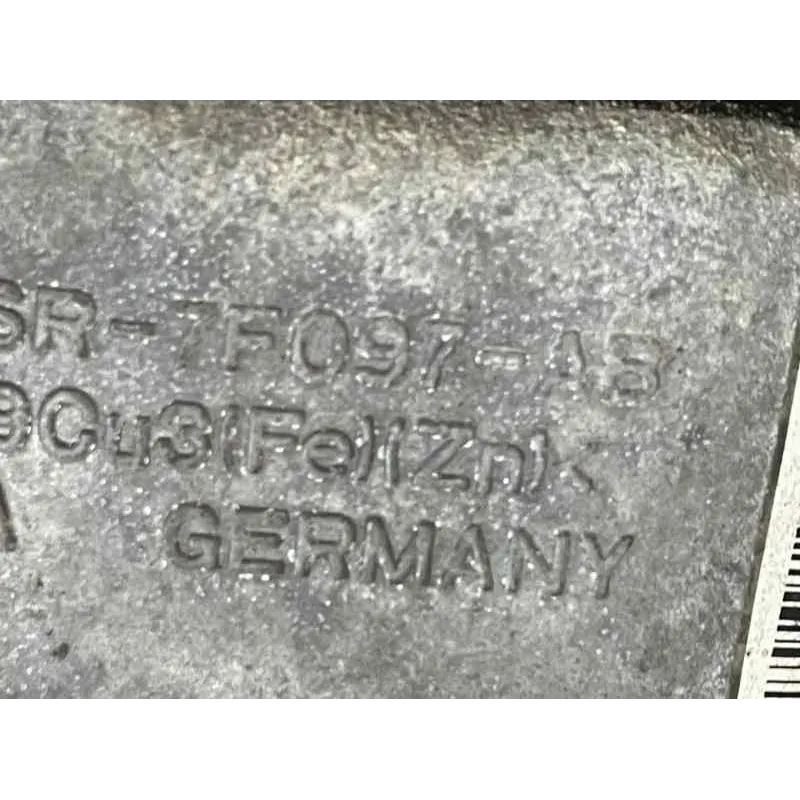 SR-7F097-AB
9Cu3(Fe)(Zn)<
GERMANY